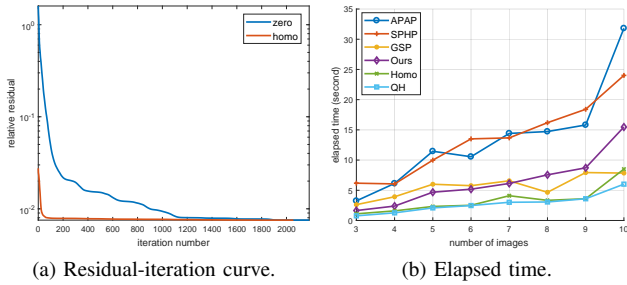 relative residual
10^0
10^-1
10^-2
zero
homo
0 200 400 600 800 1000 1200 1400 1600 1800 2000
iteration number
(a) Residual-iteration curve.
elapsed time (second)
35
30
25
20
15
10
5
0
APAP
SPHP
GSP
Ours
Homo
QH
3 4 5 6 7 8 9 10
number of images
(b) Elapsed time.